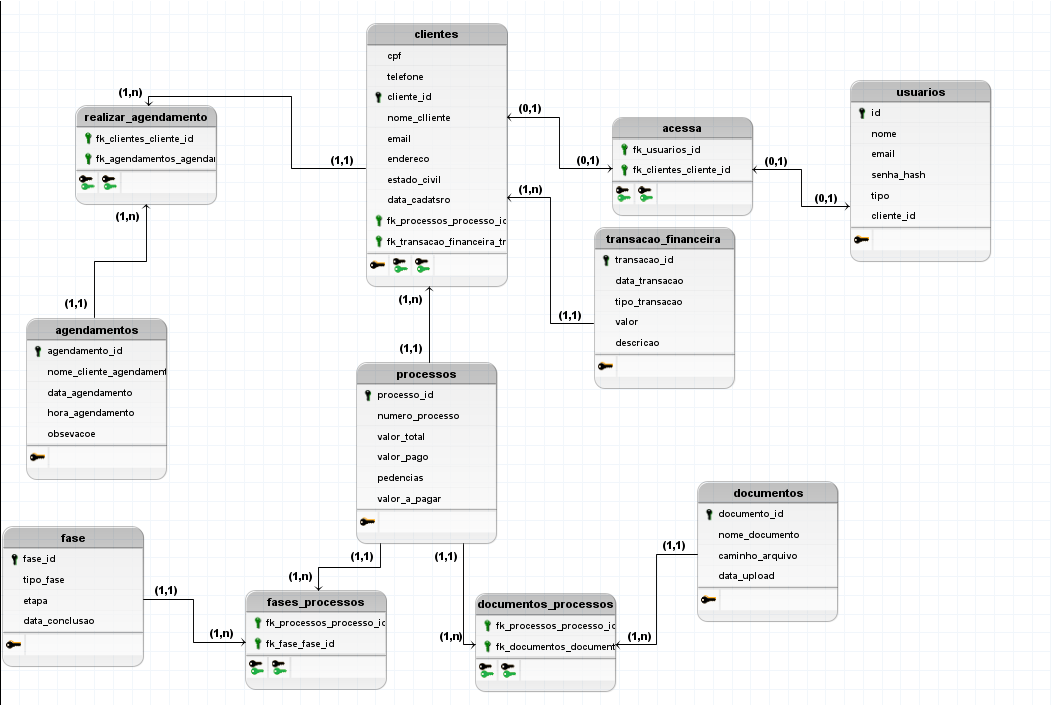 clientes
cpf
telefone
cliente_id
nome_clliente
email
endereco
estado_civil
data_cadatsro
fk_processos_processo_ic
fk_transacao_financeira_tr
(1,n)
realizar_agendamento
fk_clientes_cliente_id
fk_agendamentos_agendar
(1,1)
(1,n)
(0,1)
(0,1)
acessa
fk_usuarios_id
fk_clientes_cliente_id
(0,1)
(0,1)
usuarios
id
nome
email
senha_hash
tipo
cliente_id
(1,n)
(1,1)
transacao_financeira
transacao_id
data_transacao
tipo_transacao
valor
descricao
(1,1)
agendamentos
agendamento_id
nome_cliente_agendament
data_agendamento
hora_agendamento
obsevacoe
(1,n)
(1,1)
processos
processo_id
numero_processo
valor_total
valor_pago
pedencias
valor_a_pagar
(1,1)
(1,1)
(1,n)
fase
fase_id
tipo_fase
etapa
data_conclusao
(1,1)
(1,n)
fases_processos
fk_processos_processo_ic
fk_fase_fase_id
(1,n)
documentos_processos
fk_processos_processo_ic
fk_documentos_document
(1,n)
(1,1)
documentos
documento_id
nome_documento
caminho_arquivo
data_upload